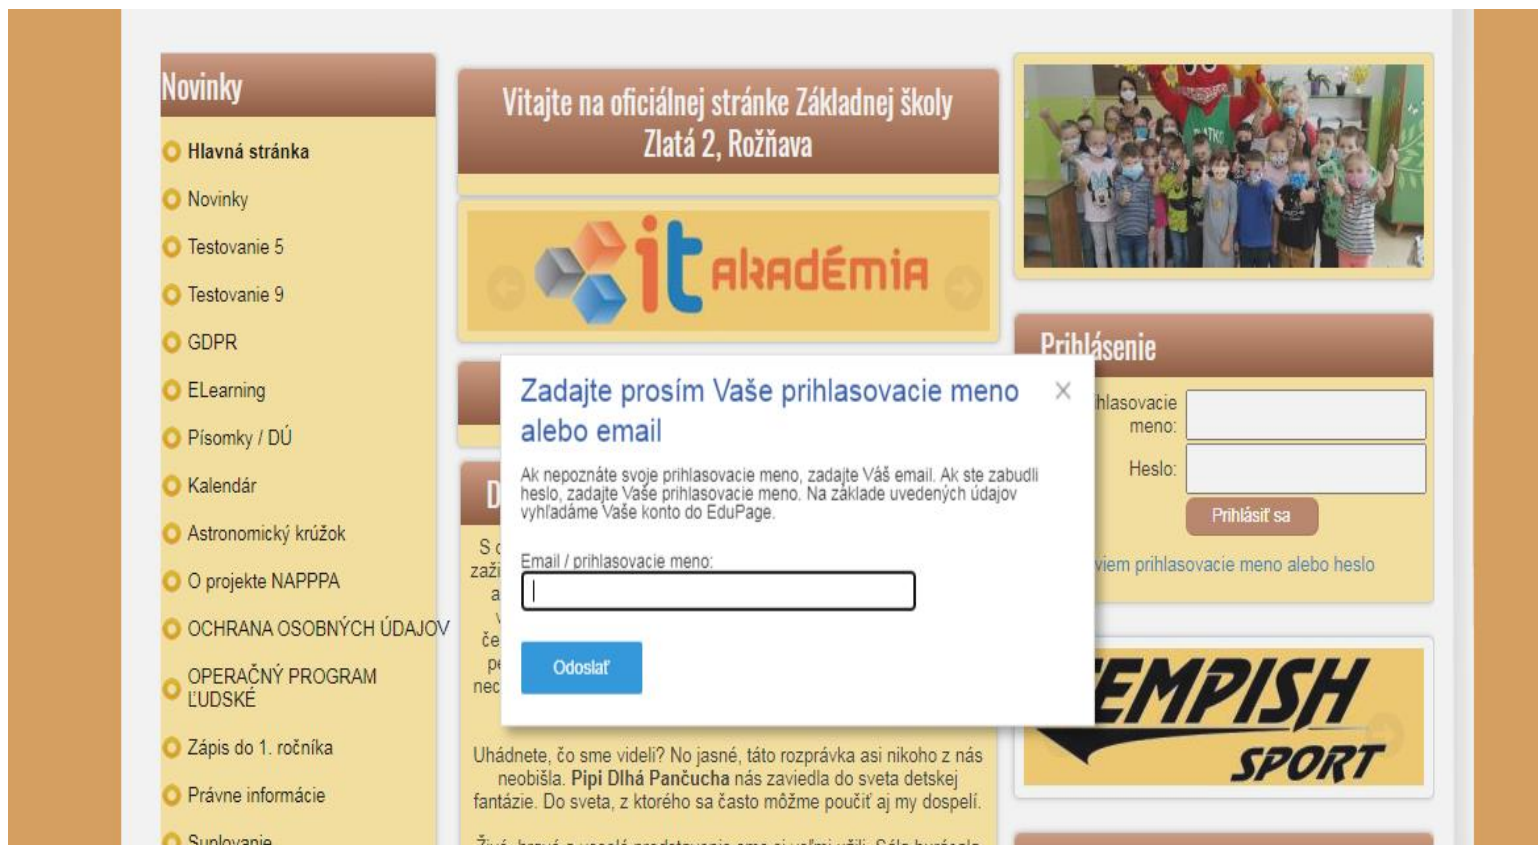 Novinky
Hlavná stránka
Novinky
Testovanie 5
Testovanie 9
GDPR
ELearning
Písomky / DÚ
Kalendár
Astronomický krúžok
O projekte NAPPPA
OCHRANA OSOBNÝCH ÚDAJOV
OPERAČNÝ PROGRAM
ĽUDSKÉ
Zápis do 1. ročníka
Právne informácie
Suplovanie
Vitajte na oficiálnej stránke Základnej školy
Zlatá 2, Rožňava
it akadémia
Zadajte prosím Vaše prihlasovacie meno
alebo email
Ak nepoznáte svoje prihlasovacie meno, zadajte Váš email. Ak ste zabudli
heslo, zadajte Vaše prihlasovacie meno. Na základe uvedených údajov
vyhľadáme Vaše konto do EduPage.
Email / prihlasovacie meno:
Odoslať
Uhádnete, čo sme videli? No jasné, táto rozprávka asi nikoho z nás
neobišla. Pipi Dlhá Pančucha nás zaviedla do sveta detskej
fantázie. Do sveta, z ktorého sa často môžme poučiť aj my dospelí.
Prihlásenie
hlasovacie
meno:
Heslo:
Prihlásiť sa
viem prihlasovacie meno alebo heslo
EMPISH
SPORT